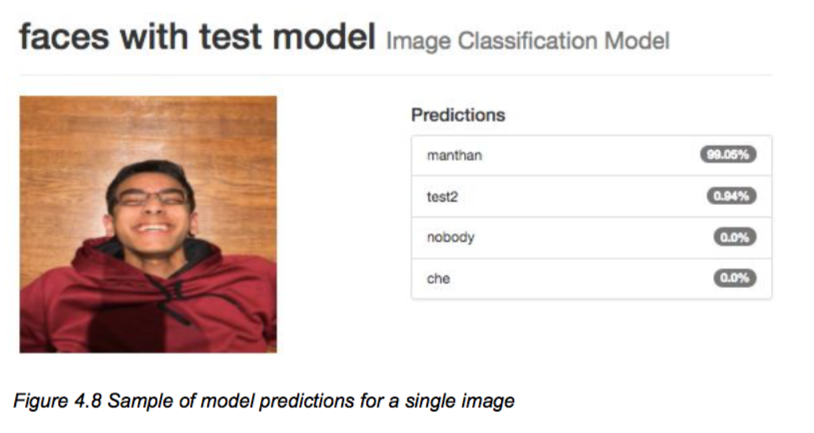 faces with test model Image Classification Model
Predictions
manthan 99.05%
test2 0.94%
nobody 0.0%
che 0.0%
Figure 4.8 Sample of model predictions for a single image